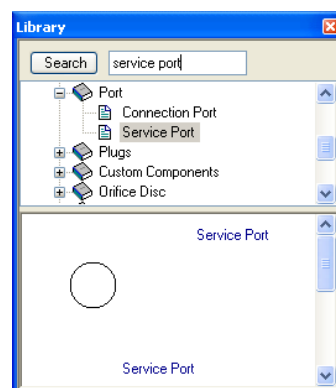 Library
Search service port
Port
Connection Port
Service Port
Plugs
Custom Components
Orifice Disc
Service Port
Service Port